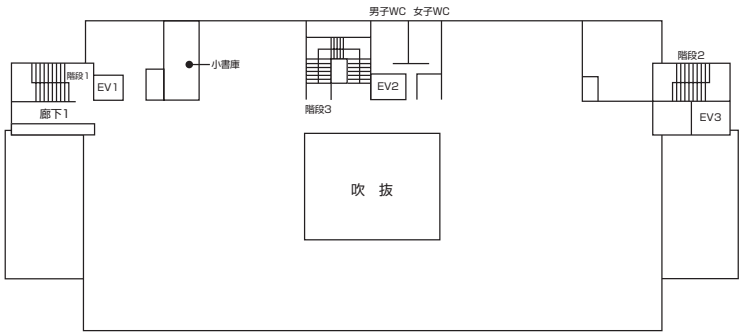 男子WC 女子WC
小書庫
階段1
EV1
階段2
EV2
階段3
廊下1
EV3
吹 抜